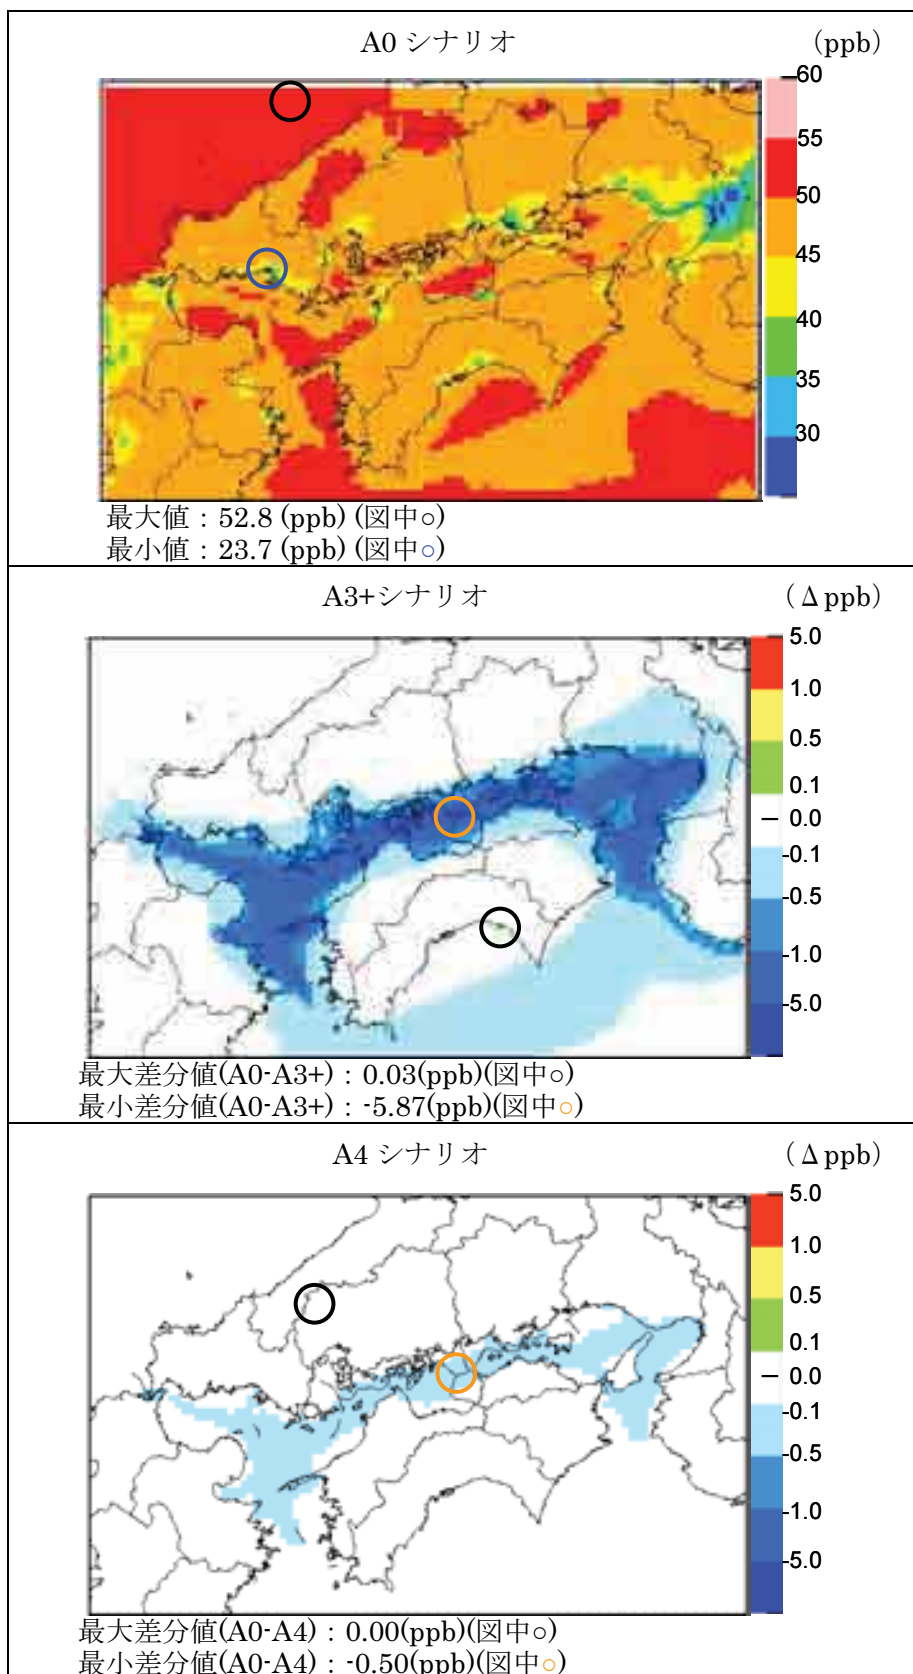 A0 シナリオ (ppb)
60
55
50
45
40
35
30
最大値 : 52.8 (ppb) (図中○)
最小値 : 23.7 (ppb) (図中○)
A3+シナリオ (Δppb)
5.0
1.0
0.5
0.1
0.0
-0.1
-0.5
-1.0
-5.0
最大差分値(A0-A3+) : 0.03(ppb)(図中○)
最小差分値(A0-A3+) : -5.87(ppb)(図中○)
A4 シナリオ (Δppb)
5.0
1.0
0.5
0.1
0.0
-0.1
-0.5
-1.0
-5.0
最大差分値(A0-A4) : 0.00(ppb)(図中○)
最小差分値(A0-A4) : -0.50(ppb)(図中○)